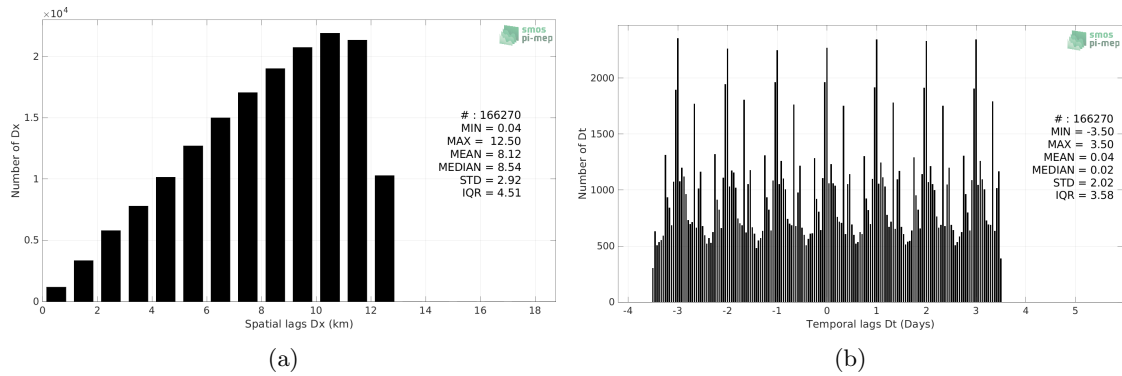 ×10⁴
2
1.5
1
0.5
0
Number of Dx
smos
pi-mep
# : 166270
MIN = 0.04
MAX = 12.50
MEAN = 8.12
MEDIAN = 8.54
STD = 2.92
IQR = 4.51
0 2 4 6 8 10 12 14 16 18
Spatial lags Dx (km)
(a)
2000
1500
1000
500
0
Number of Dt
smos
pi-mep
# : 166270
MIN = -3.50
MAX = 3.50
MEAN = 0.04
MEDIAN = 0.02
STD = 2.02
IQR = 3.58
-4 -3 -2 -1 0 1 2 3 4 5
Temporal lags Dt (Days)
(b)